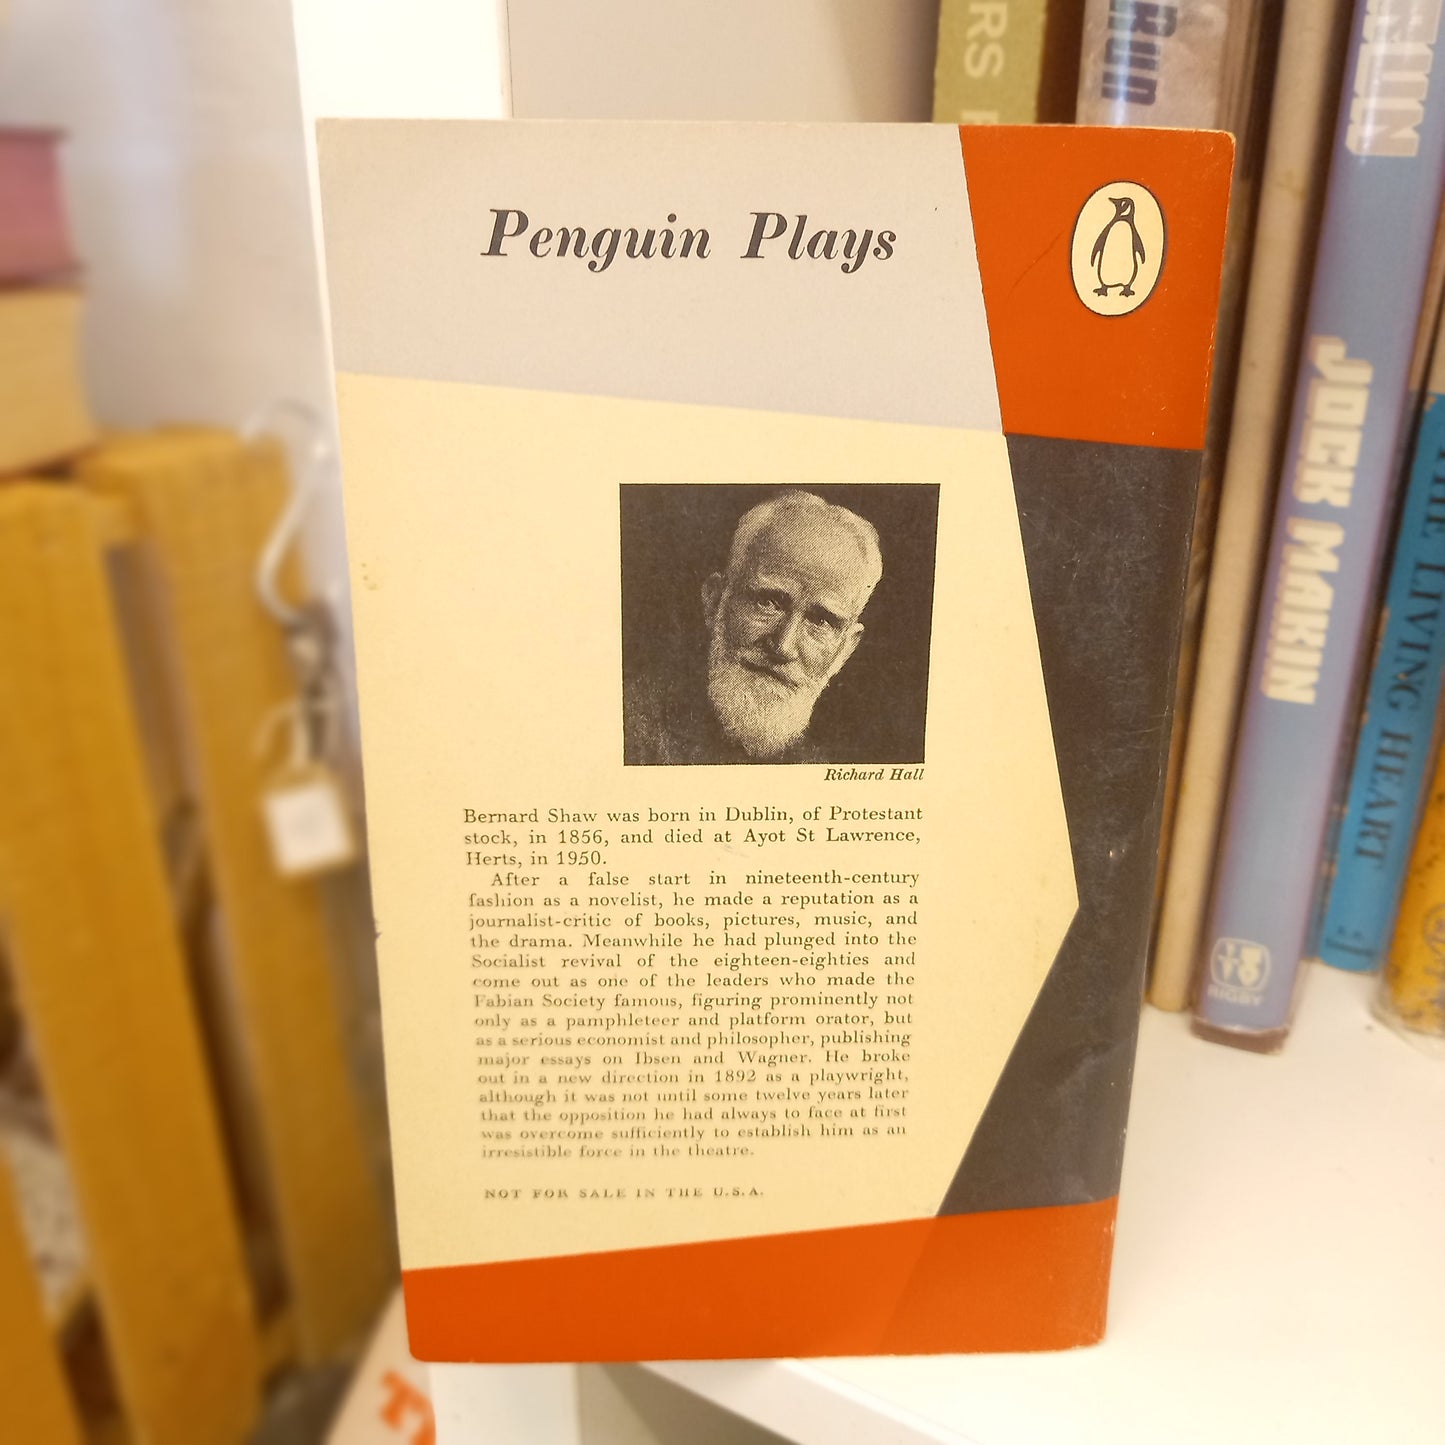 Penguin Plays
Richard Hall
Bernard Shaw was born in Dublin, of Protestant
stock, in 1856, and died at Ayot St Lawrence,
Herts, in 1950.
After a false start in nineteenth-century
fashion as a novelist, he made a reputation as a
journalist-critic of books, pictures, music, and
the drama. Meanwhile he had plunged into the
Socialist revival of the eighteen-eighties and
come out as one of the leaders who made the
Fabian Society famous, figuring prominently not
only as a pamphleteer and platform orator, but
as a serious economist and philosopher, publishing
major essays on Ibsen and Wagner. He broke
out in a new direction in 1892 as a playwright,
although it was not until some twelve years later
that the opposition he had always to face at first
was overcome sufficiently to establish him as an
irresistible force in the theatre.
NOT FOR SALE IN THE U.S.A.
JOCK MAKIN
RIGBY
THE LIVING HEART